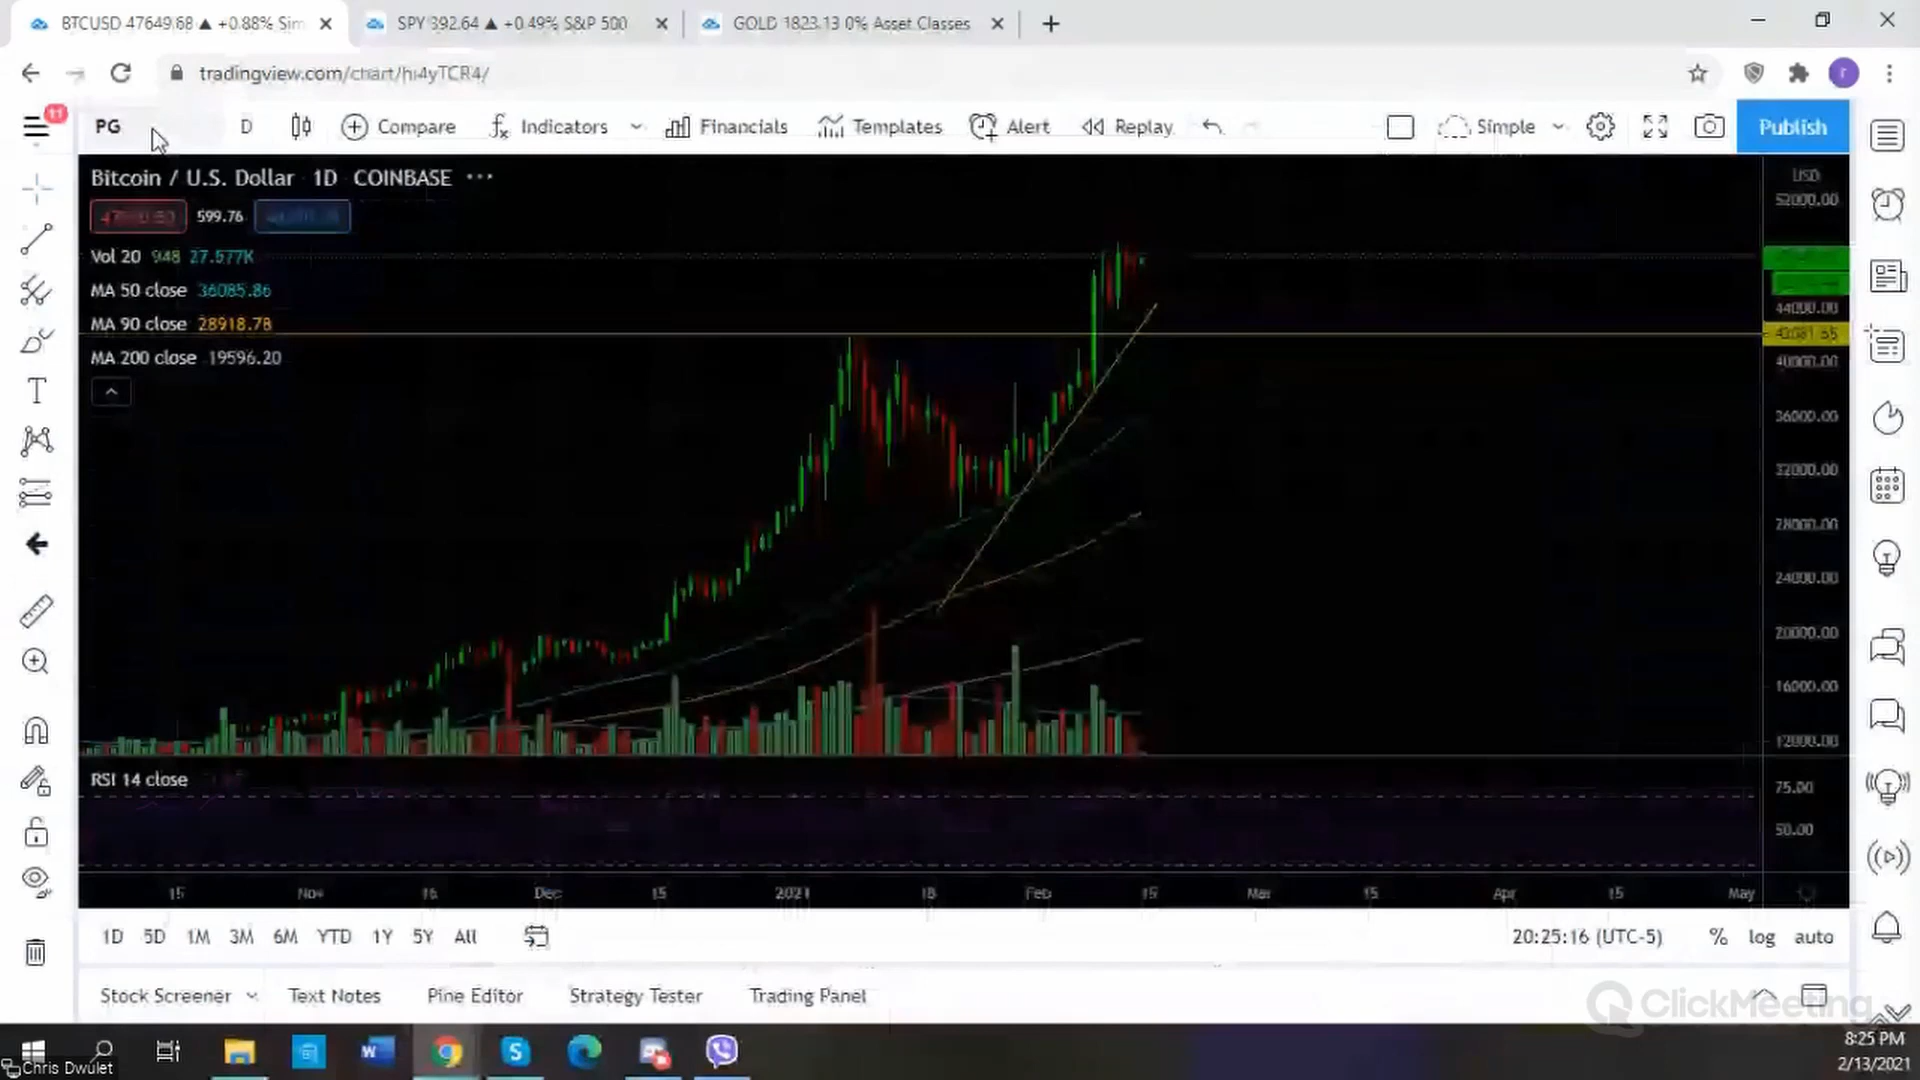 BTCUSD 47649.68 ▲ +0.88% Sim
SPY 392.64 ▲ +0.49% S&P 500
GOLD 1823.13 0% Asset Classes
tradingview.com/chart/hi4yTCR4/
r
11
PG
D
Compare
Indicators
Financials
Templates
Alert
Replay
Simple
Publish
Bitcoin / U.S. Dollar 1D COINBASE
599.76
Vol 20 948 27.577K
MA 50 close 36085.86
MA 90 close 28918.78
MA 200 close 19596.20
USD
52000.00
44000.00
40000.00
36000.00
32000.00
28000.00
24000.00
20000.00
16000.00
12000.00
RSI 14 close
75.00
50.00
15 Nov 16 Dec 15 2021 18 Feb 15 Mar 15 Apr 15 May
1D 5D 1M 3M 6M YTD 1Y 5Y All
20:25:16 (UTC-5) % log auto
Stock Screener Text Notes Pine Editor Strategy Tester Trading Panel
ClickMeeting
8:25 PM
2/13/2021
Chris Dwulet